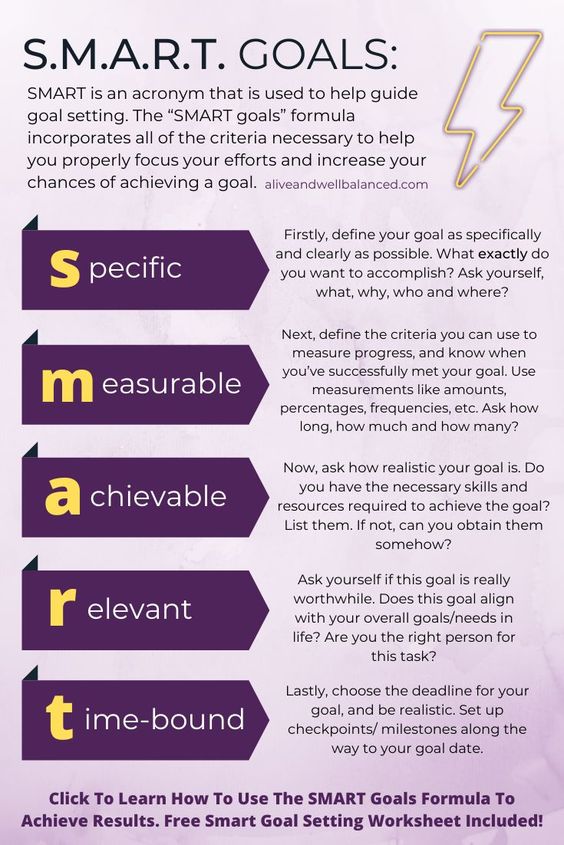 S.M.A.R.T. GOALS:
SMART is an acronym that is used to help guide
goal setting. The “SMART goals” formula
incorporates all of the criteria necessary to help
you properly focus your efforts and increase your
chances of achieving a goal. aliveandwellbalanced.com
specific
Firstly, define your goal as specifically
and clearly as possible. What exactly do
you want to accomplish? Ask yourself,
what, why, who and where?
measurable
Next, define the criteria you can use to
measure progress, and know when
you’ve successfully met your goal. Use
measurements like amounts,
percentages, frequencies, etc. Ask how
long, how much and how many?
achievable
Now, ask how realistic your goal is. Do
you have the necessary skills and
resources required to achieve the goal?
List them. If not, can you obtain them
somehow?
relevant
Ask yourself if this goal is really
worthwhile. Does this goal align
with your overall goals/needs in
life? Are you the right person for
this task?
time-bound
Lastly, choose the deadline for your
goal, and be realistic. Set up
checkpoints/ milestones along the
way to your goal date.
Click To Learn How To Use The SMART Goals Formula To
Achieve Results. Free Smart Goal Setting Worksheet Included!